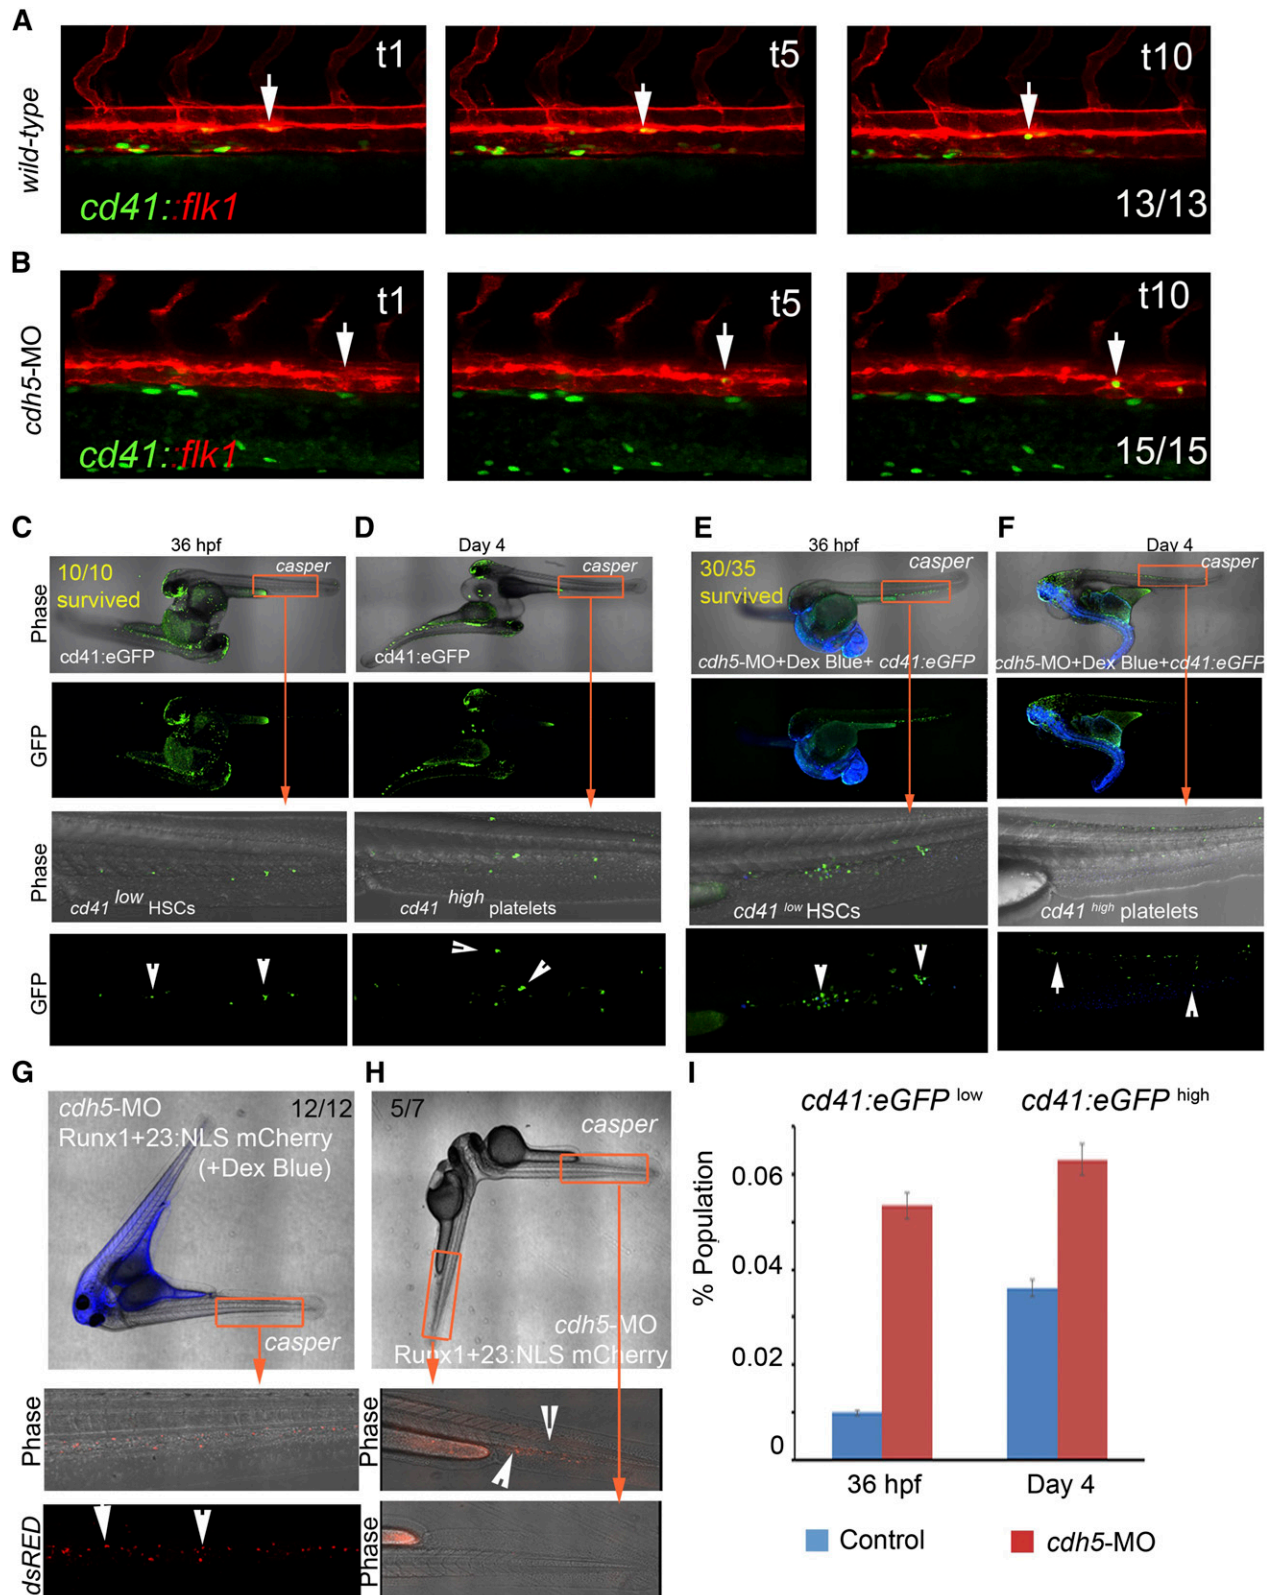 A
wild-type
t1
t5
t10
cd41::flk1
13/13
B
cdh5-MO
t1
t5
t10
cd41::flk1
15/15
C
D
E
F
36 hpf
Day 4
36 hpf
Day 4
Phase
10/10
survived
casper
cd41:eGFP
casper
cd41:eGFP
30/35
survived
casper
cdh5-MO+Dex Blue+ cd41:eGFP
casper
cdh5-MO+Dex Blue+cd41:eGFP
GFP
Phase
cd41 low HSCs
cd41 high platelets
cd41 low HSCs
cd41 high platelets
GFP
G
cdh5-MO
12/12
Runx1+23:NLS mCherry
(+Dex Blue)
casper
Phase
dsRED
H
5/7
casper
cdh5-MO
Runx1+23:NLS mCherry
Phase
Phase
I
cd41:eGFP low
cd41:eGFP high
% Population
0.06
0.04
0.02
0
36 hpf
Day 4
Control
cdh5-MO